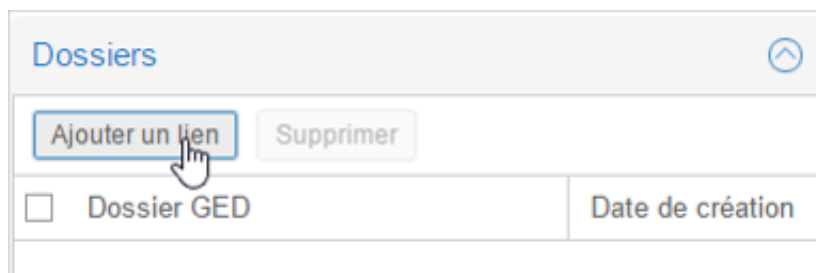 Dossiers
Ajouter un lien Supprimer
Dossier GED Date de création